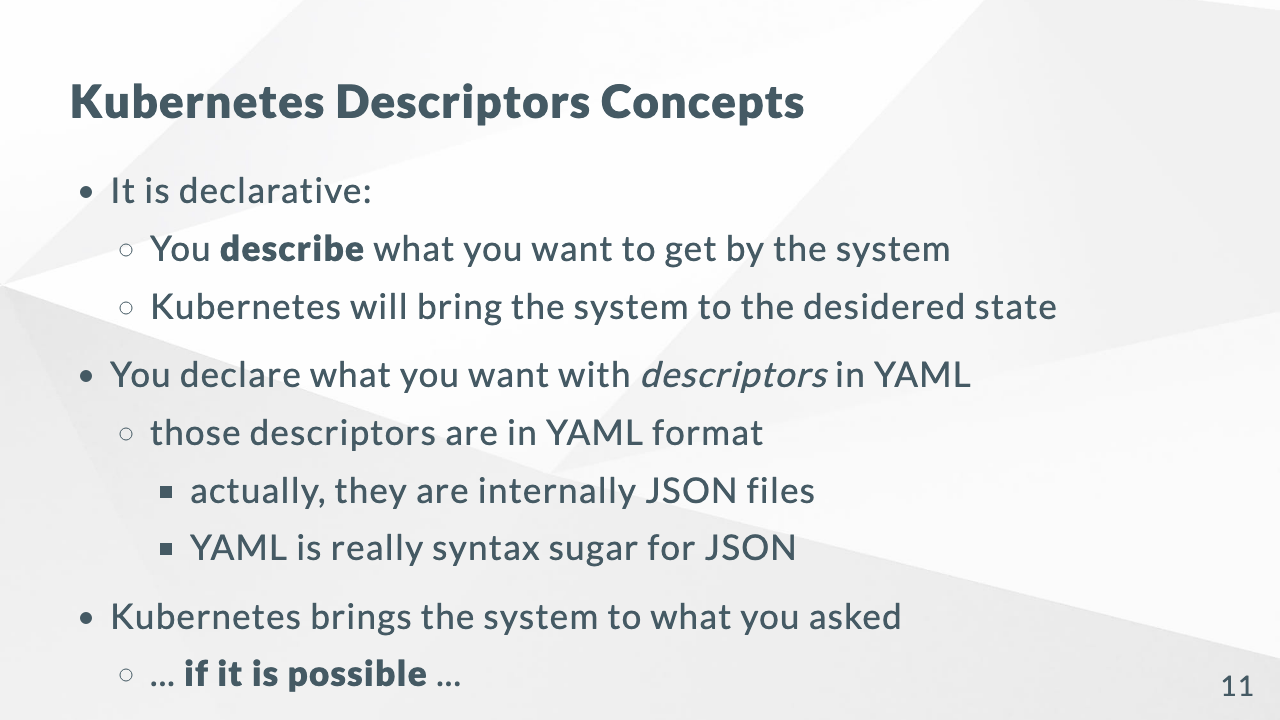 Kubernetes Descriptors Concepts
It is declarative:
You describe what you want to get by the system
Kubernetes will bring the system to the desidered state
You declare what you want with descriptors in YAML
those descriptors are in YAML format
actually, they are internally JSON files
YAML is really syntax sugar for JSON
Kubernetes brings the system to what you asked
... if it is possible ...
11